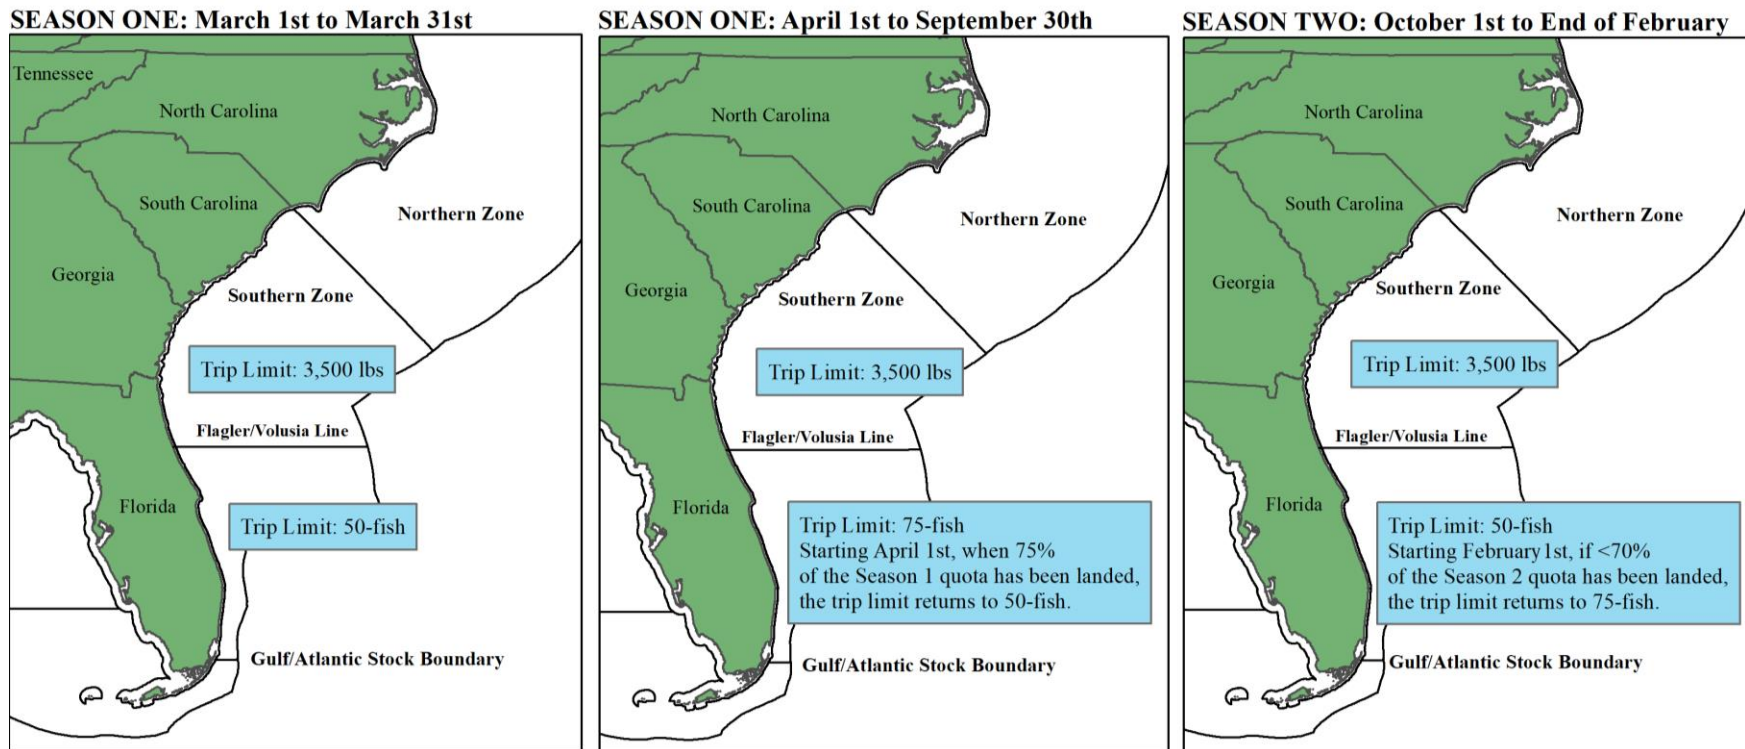 SEASON ONE: March 1st to March 31st
Tennessee
North Carolina
South Carolina
Northern Zone
Georgia
Southern Zone
Trip Limit: 3,500 lbs
Flagler/Volusia Line
Florida
Trip Limit: 50-fish
Gulf/Atlantic Stock Boundary
SEASON ONE: April 1st to September 30th
North Carolina
South Carolina
Northern Zone
Georgia
Southern Zone
Trip Limit: 3,500 lbs
Flagler/Volusia Line
Florida
Trip Limit: 75-fish
Starting April 1st, when 75%
of the Season 1 quota has been landed,
the trip limit returns to 50-fish.
Gulf/Atlantic Stock Boundary
SEASON TWO: October 1st to End of February
North Carolina
South Carolina
Northern Zone
Georgia
Southern Zone
Trip Limit: 3,500 lbs
Flagler/Volusia Line
Florida
Trip Limit: 50-fish
Starting February 1st, if <70%
of the Season 2 quota has been landed,
the trip limit returns to 75-fish.
Gulf/Atlantic Stock Boundary